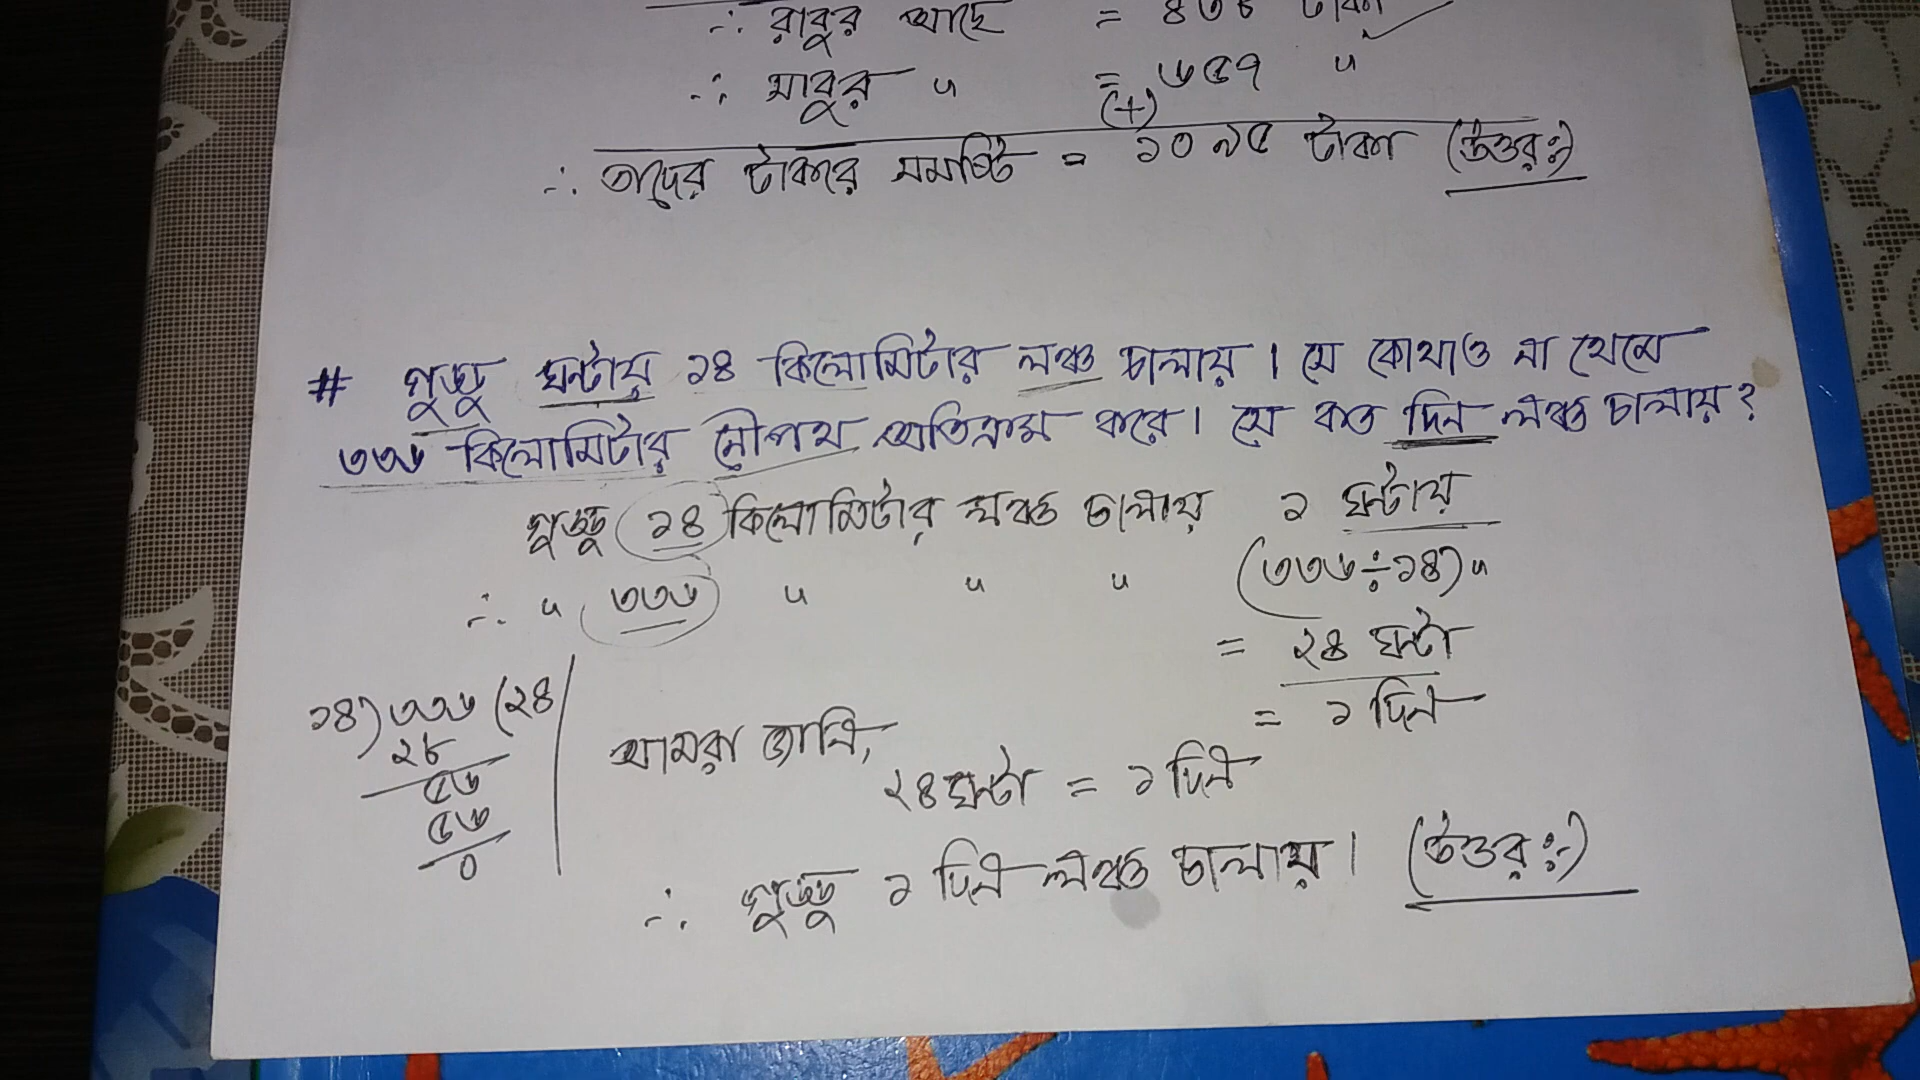 ∴ রাবুর আছে = ৪৩৮ টাকা
∴ মাবুর " = ৬৫৭ "
(+)
∴ তাদের টাকার সমষ্টি = ১০৯৫ টাকা (উত্তরঃ)
# গুড্ডু ঘন্টায় ১৪ কিলোমিটার লঞ্চ চালায়। সে কোথাও না থেমে
৩৩৬ কিলোমিটার নৌপথ অতিক্রম করে। সে কত দিন লঞ্চ চালায়?
গুড্ডু ১৪ কিলোমিটার লঞ্চ চালায় ১ ঘন্টায়
∴ " ৩৩৬ " " " (৩৩৬÷১৪) "
= ২৪ ঘন্টা
= ১ দিন
১৪)৩৩৬(২৪
২৮
৫৬
৫৬
০
আমরা জানি,
২৪ ঘন্টা = ১ দিন
∴ গুড্ডু ১ দিন লঞ্চ চালায়। (উত্তরঃ)